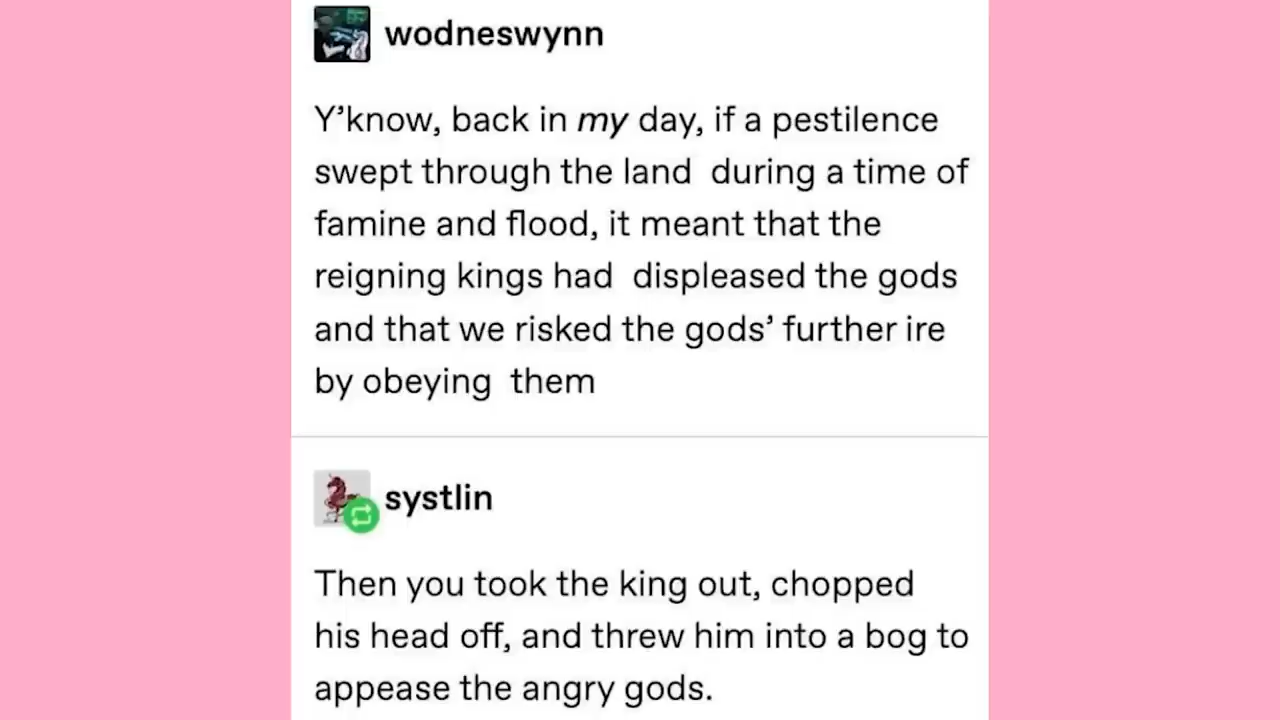 wodneswynn
Y’know, back in my day, if a pestilence
swept through the land  during a time of
famine and flood, it meant that the
reigning kings had  displeased the gods
and that we risked the gods’ further ire
by obeying  them
systlin
Then you took the king out, chopped
his head off, and threw him into a bog to
appease the angry gods.